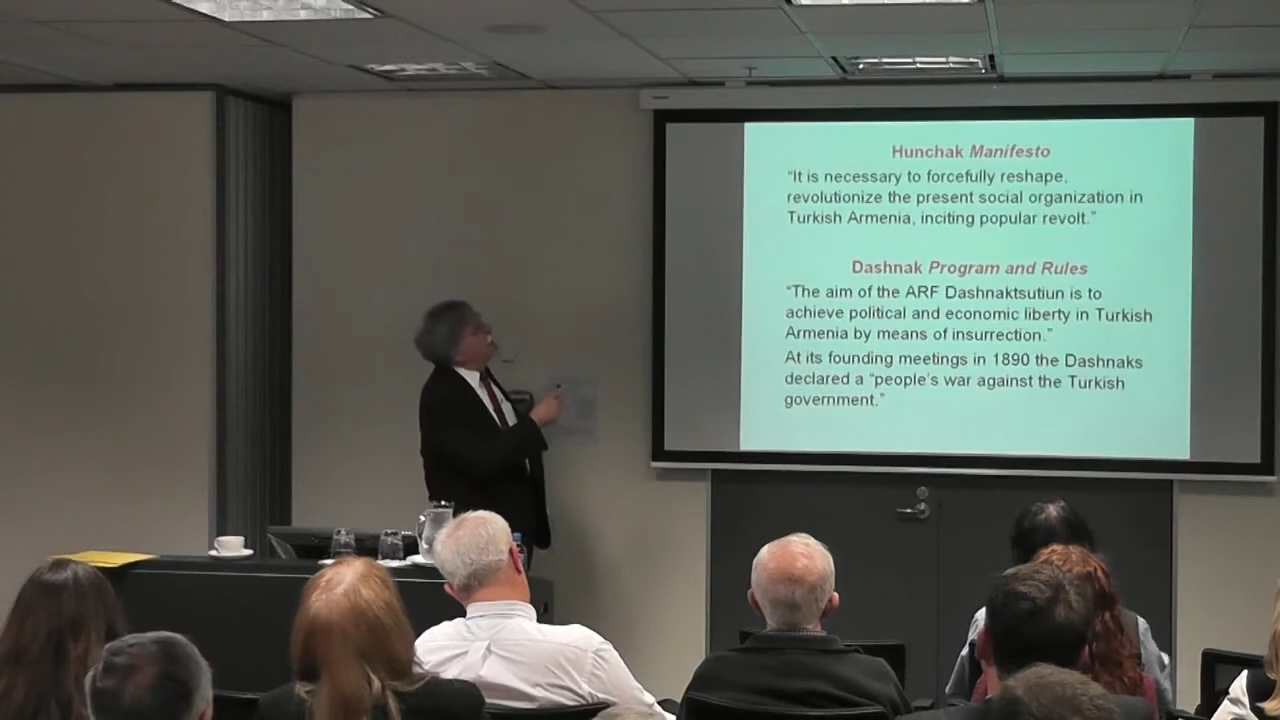 Hunchak Manifesto
“It is necessary to forcefully reshape,
revolutionize the present social organization in
Turkish Armenia, inciting popular revolt.”
Dashnak Program and Rules
“The aim of the ARF Dashnaktsutiun is to
achieve political and economic liberty in Turkish
Armenia by means of insurrection.”
At its founding meetings in 1890 the Dashnaks
declared a “people’s war against the Turkish
government.”